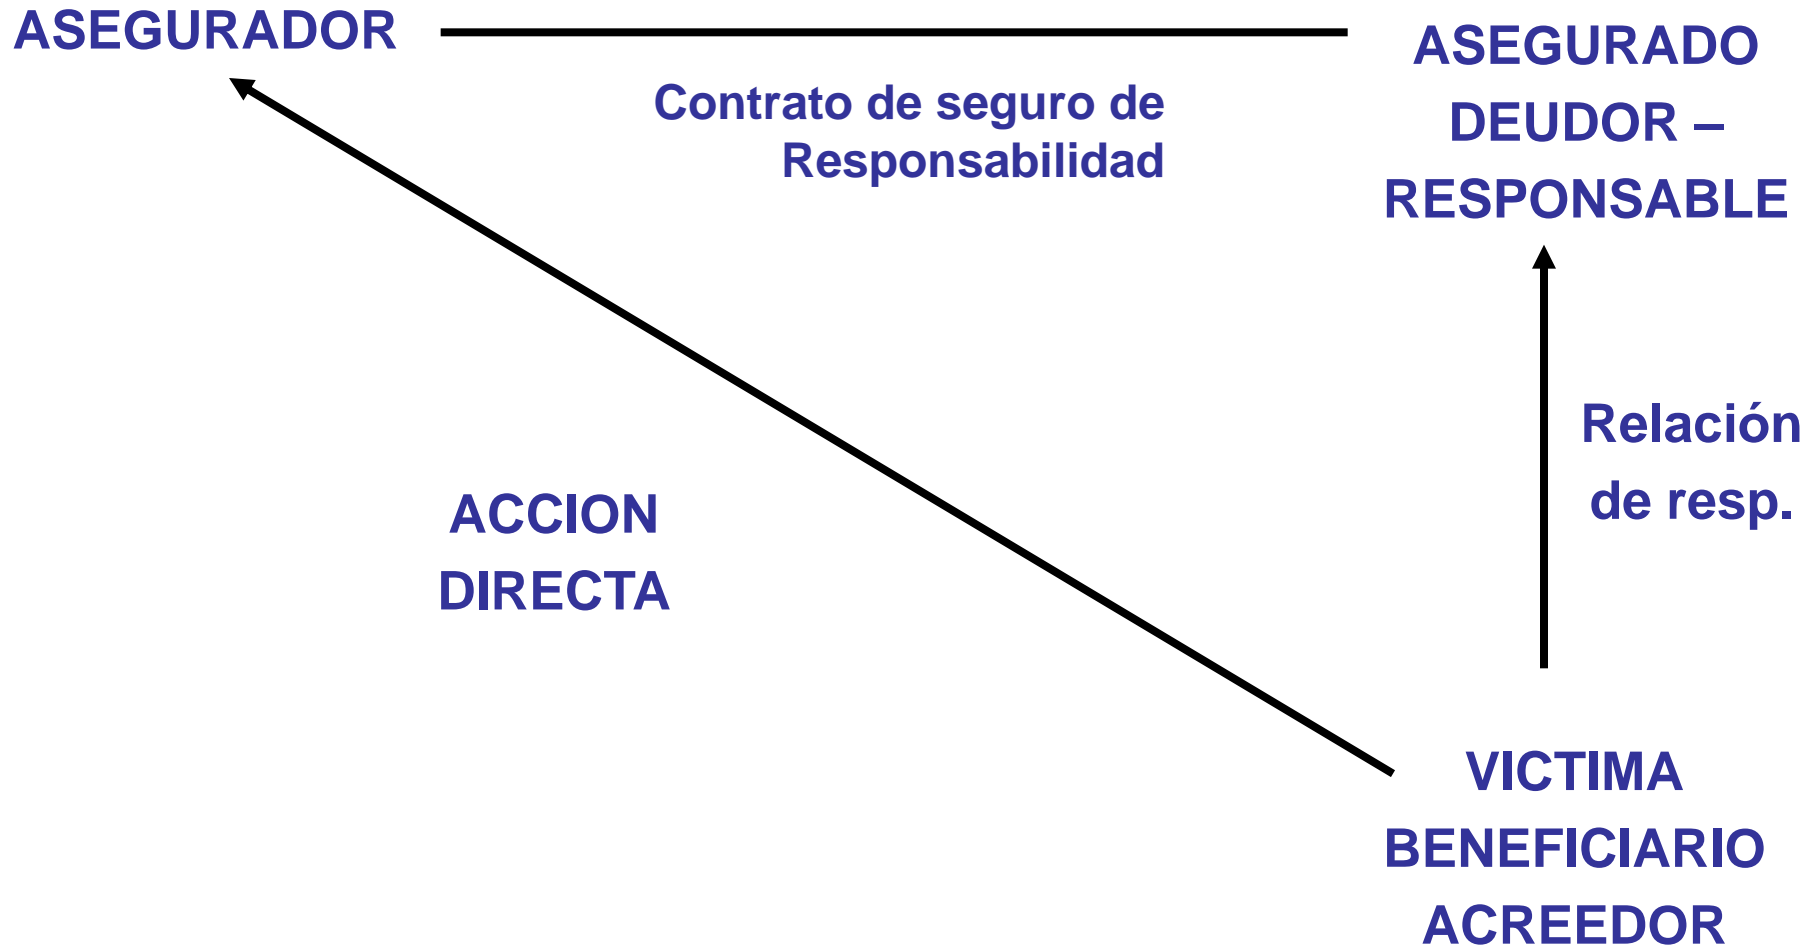 ASEGURADOR
ASEGURADO
DEUDOR –
RESPONSABLE
Contrato de seguro de
Responsabilidad
Relación
de resp.
ACCION
DIRECTA
VICTIMA
BENEFICIARIO
ACREEDOR